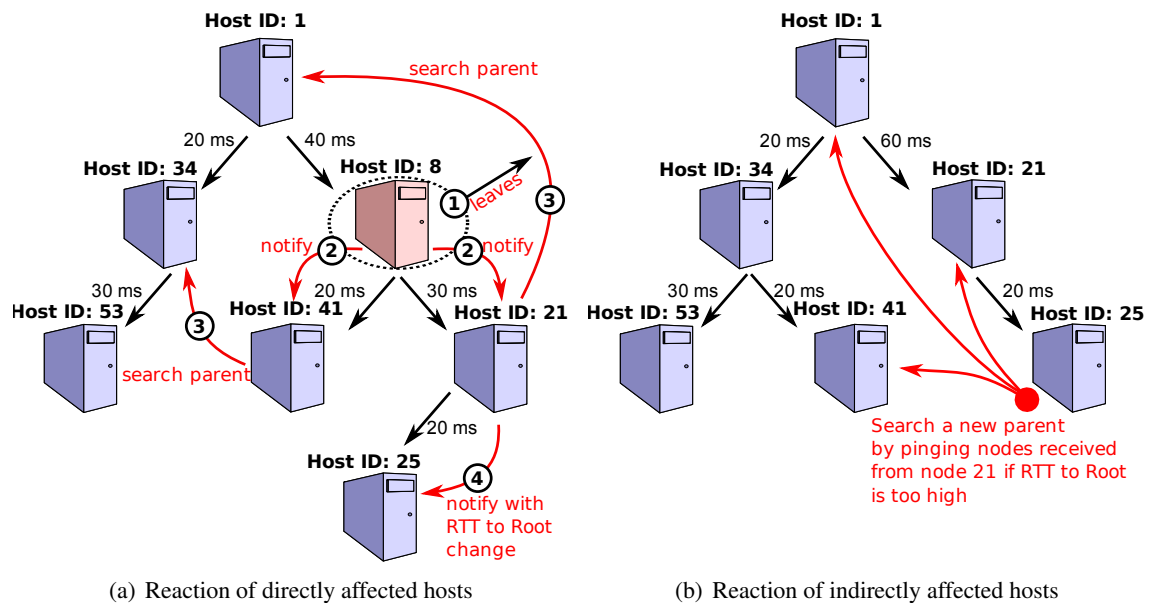 Host ID: 1
search parent
20 ms
40 ms
Host ID: 34
Host ID: 8
1
leaves
3
notify
2
2
notify
30 ms
20 ms
30 ms
Host ID: 53
3
Host ID: 41
Host ID: 21
search parent
20 ms
Host ID: 25
4
notify with
RTT to Root
change
(a) Reaction of directly affected hosts
Host ID: 1
20 ms
60 ms
Host ID: 34
Host ID: 21
30 ms
20 ms
20 ms
Host ID: 53
Host ID: 41
Host ID: 25
Search a new parent
by pinging nodes received
from node 21 if RTT to Root
is too high
(b) Reaction of indirectly affected hosts